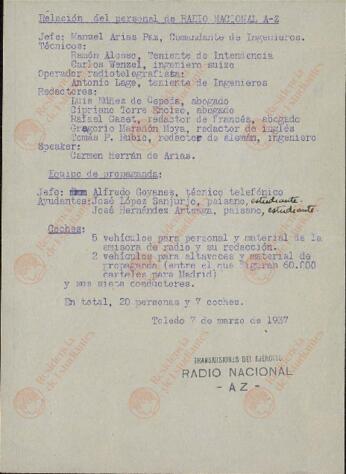 Relación del personal de RADIO NACIONAL A-Z
Jefe: Manuel Arias Paz, Comandante de Ingenieros.
Técnicos:
Ramón Alonso, Teniente de Intendencia
Carlos Wenzel, ingeniero suizo
Operador radiotelegrafista:
Antonio Lage, teniente de Ingenieros
Redactores:
Luis Núñez de Cepeda, abogado
Cipriano Torre Enciso, abogado
Rafael Gaset, redactor de francés, abogado
Gregorio Marañón Moya, redactor de inglés
Tomás P. Rubio, redactor de alemán, ingeniero
Speaker:
Carmen Herrán de Arias.
Equipo de propaganda:
Jefe: Alfredo Goyanes, técnico telefónico
Ayudantes: José López Sanjurjo, paisano, estudiante.
José Hernández Arteaga, paisano, estudiante.
Coches:
5 vehículos para personal y material de la
emisora de radio y su redacción.
2 vehículos para altavoces y material de
propaganda (entre el que figuran 60.000
carteles para Madrid)
y sus siete conductores.
En total, 20 personas y 7 coches.
Toledo 7 de marzo de 1937
TRANSMISIONES DEL EJÉRCITO
RADIO NACIONAL
- AZ -
Residencia de Estudiantes